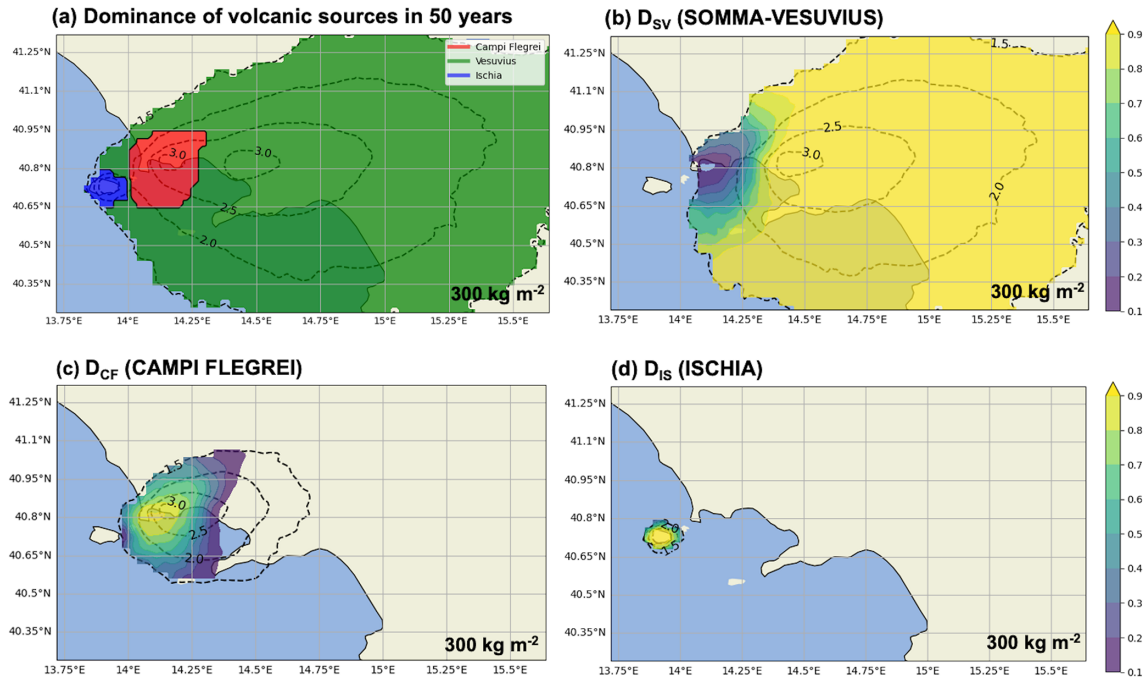 (a) Dominance of volcanic sources in 50 years
41.25°N
41.1°N
40.95°N
40.8°N
40.65°N
40.5°N
40.35°N
Campi Flegrei
Vesuvius
Ischia
1.5
3.0
3.0
2.5
2.0
300 kg m-2
13.75°E 14°E 14.25°E 14.5°E 14.75°E 15°E 15.25°E 15.5°E
(b) DSV (SOMMA-VESUVIUS)
41.25°N
41.1°N
40.95°N
40.8°N
40.65°N
40.5°N
40.35°N
1.5
2.5
3.0
2.0
300 kg m-2
13.75°E 14°E 14.25°E 14.5°E 14.75°E 15°E 15.25°E 15.5°E
0.9
0.8
0.7
0.6
0.5
0.4
0.3
0.2
0.1
(c) DCF (CAMPI FLEGREI)
41.25°N
41.1°N
40.95°N
40.8°N
40.65°N
40.5°N
40.35°N
1.5
3.0
2.5
2.0
300 kg m-2
13.75°E 14°E 14.25°E 14.5°E 14.75°E 15°E 15.25°E 15.5°E
(d) DIS (ISCHIA)
41.25°N
41.1°N
40.95°N
40.8°N
40.65°N
40.5°N
40.35°N
300 kg m-2
13.75°E 14°E 14.25°E 14.5°E 14.75°E 15°E 15.25°E 15.5°E
0.9
0.8
0.7
0.6
0.5
0.4
0.3
0.2
0.1